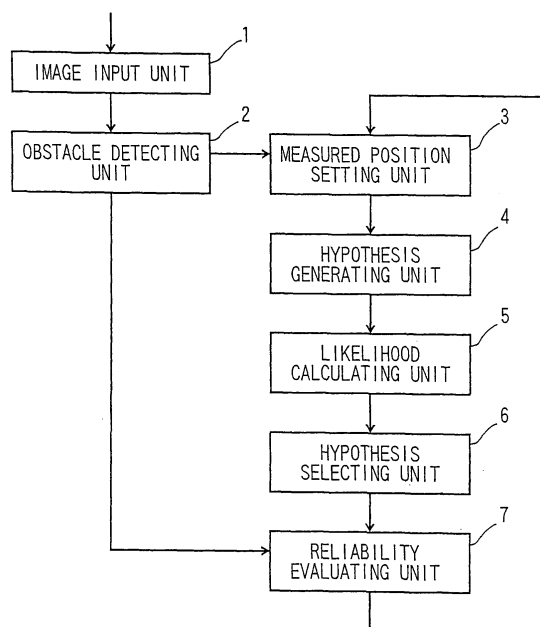 1
IMAGE INPUT UNIT
2
OBSTACLE DETECTING
UNIT
3
MEASURED POSITION
SETTING UNIT
4
HYPOTHESIS
GENERATING UNIT
5
LIKELIHOOD
CALCULATING UNIT
6
HYPOTHESIS
SELECTING UNIT
7
RELIABILITY
EVALUATING UNIT